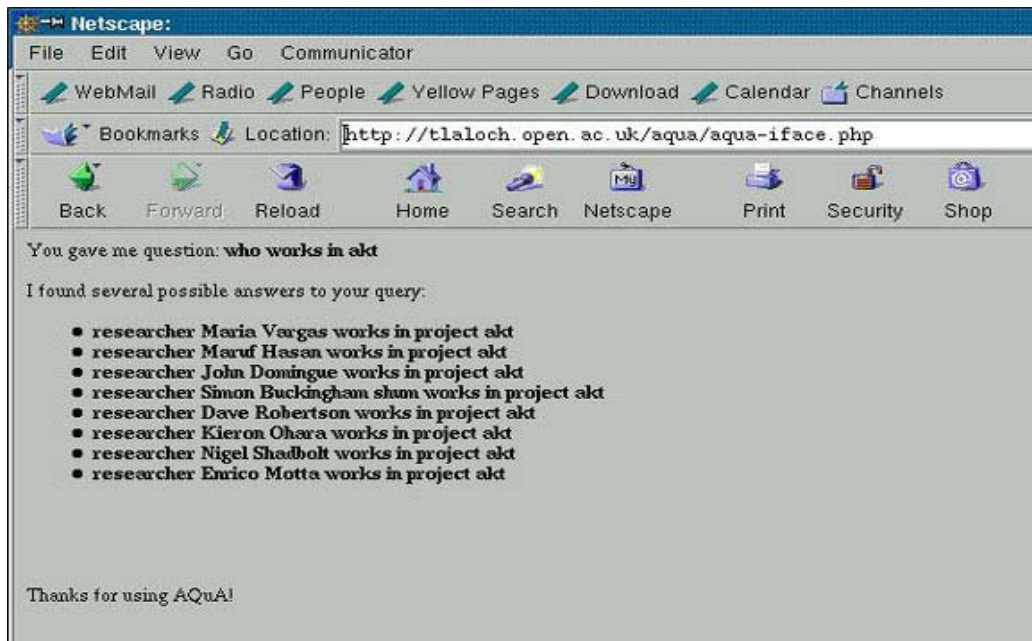 Netscape:
File Edit View Go Communicator
WebMail Radio People Yellow Pages Download Calendar Channels
Bookmarks Location: http://tlaloch.open.ac.uk/aqua/aqua-iface.php
Back Forward Reload Home Search Netscape Print Security Shop
You gave me question: who works in akt
I found several possible answers to your query:
• researcher Maria Vargas works in project akt
• researcher Maruf Hasan works in project akt
• researcher John Domingue works in project akt
• researcher Simon Buckingham shum works in project akt
• researcher Dave Robertson works in project akt
• researcher Kieron Ohara works in project akt
• researcher Nigel Shadbolt works in project akt
• researcher Enrico Motta works in project akt
Thanks for using AQuA!